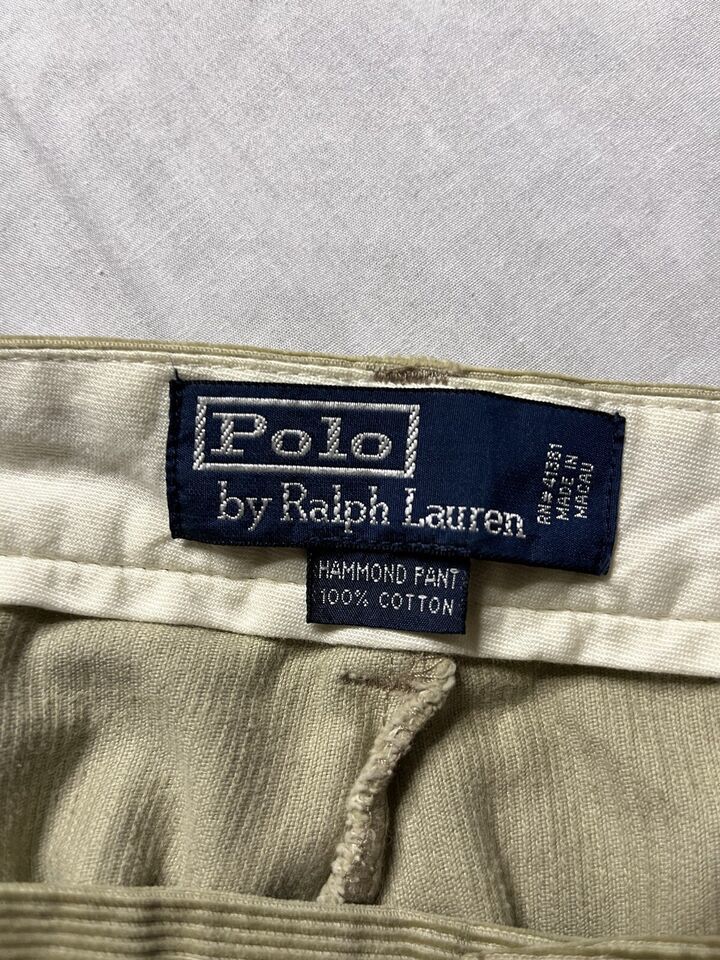 Polo
by Ralph Lauren
RN# 41381
MADE IN
MACAU
HAMMOND PANT
100% COTTON